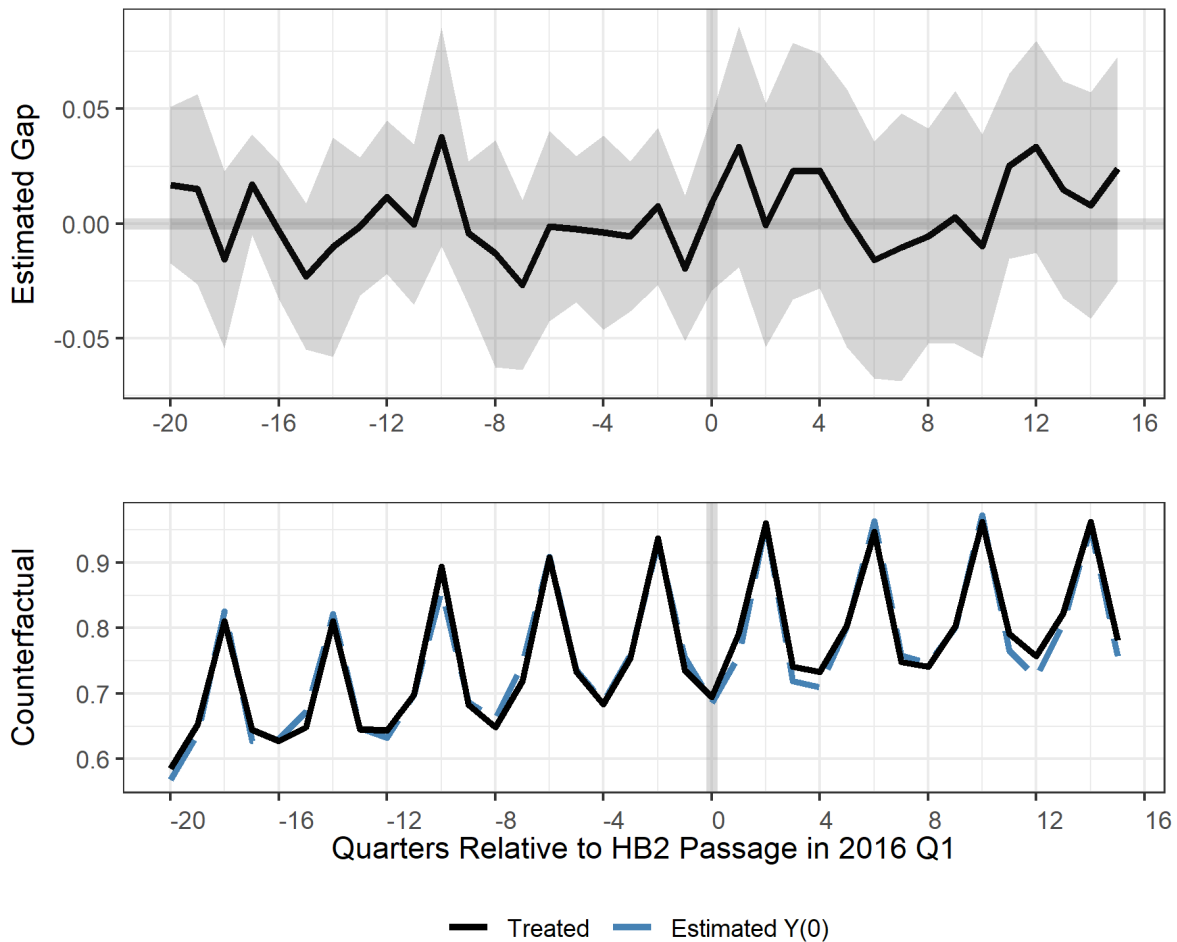 Estimated Gap
0.05
0.00
-0.05
-20 -16 -12 -8 -4 0 4 8 12 16
Counterfactual
0.9
0.8
0.7
0.6
-20 -16 -12 -8 -4 0 4 8 12 16
Quarters Relative to HB2 Passage in 2016 Q1
Treated Estimated Y(0)